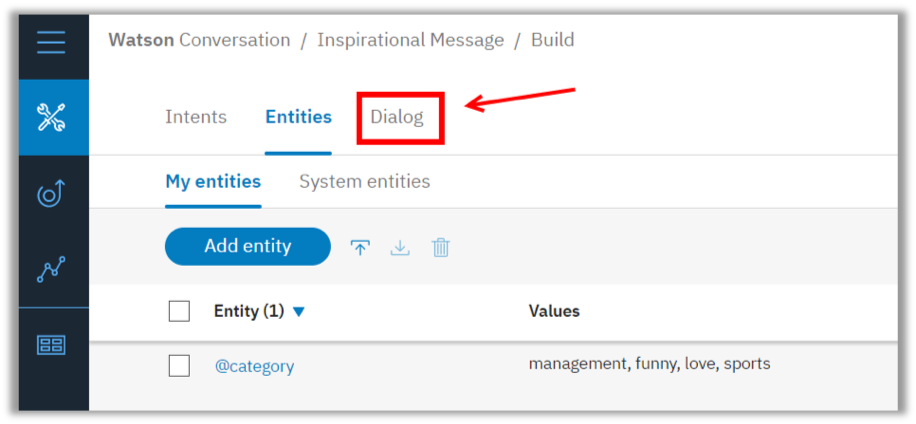 Watson Conversation / Inspirational Message / Build
Intents Entities Dialog
My entities System entities
Add entity
Entity (1) Values
@category management, funny, love, sports